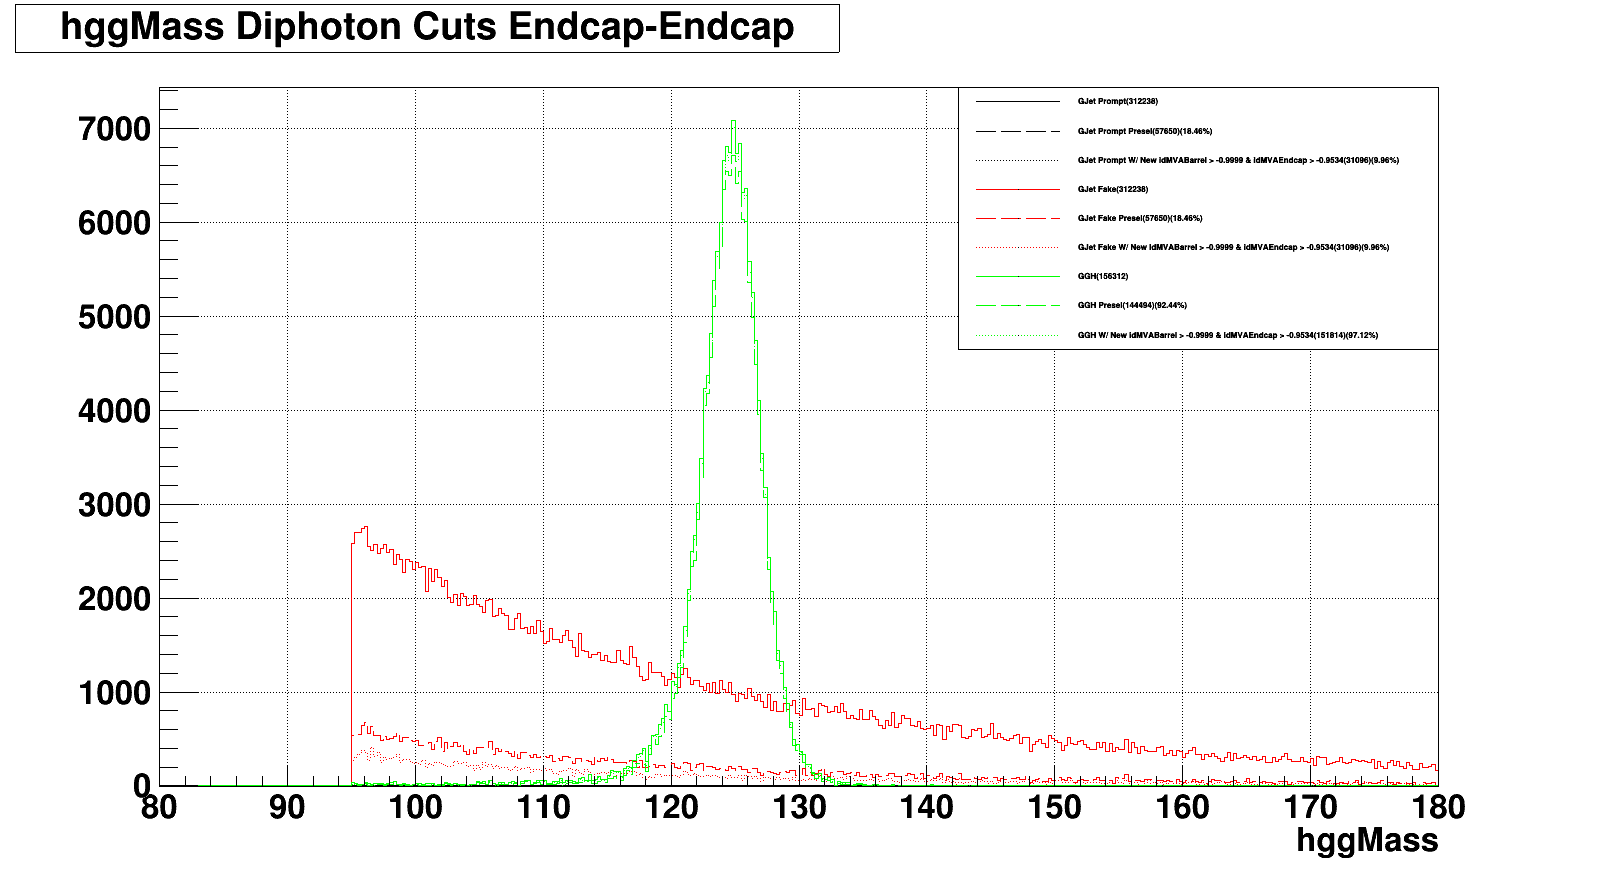 hggMass Diphoton Cuts Endcap-Endcap
GJet Prompt(312238)
GJet Prompt Presel(57650)(18.46%)
GJet Prompt W/ New idMVABarrel > -0.9999 & idMVAEndcap > -0.9534(31096)(9.96%)
GJet Fake(312238)
GJet Fake Presel(57650)(18.46%)
GJet Fake W/ New idMVABarrel > -0.9999 & idMVAEndcap > -0.9534(31096)(9.96%)
GGH(156312)
GGH Presel(144494)(92.44%)
GGH W/ New idMVABarrel > -0.9999 & idMVAEndcap > -0.9534(151814)(97.12%)
7000
6000
5000
4000
3000
2000
1000
0
80 90 100 110 120 130 140 150 160 170 180
hggMass